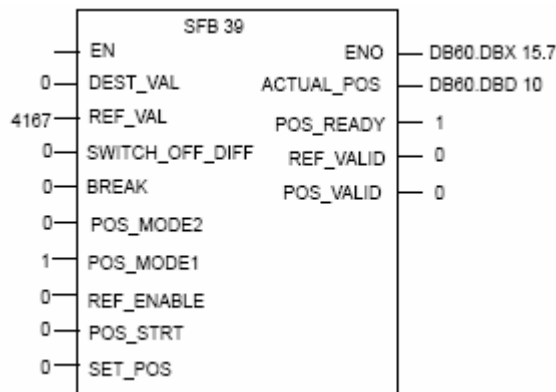 SFB 39
EN ENO DB60.DBX 15.7
0 DEST_VAL ACTUAL_POS DB60.DBD 10
4167 REF_VAL POS_READY 1
0 SWITCH_OFF_DIFF REF_VALID 0
0 BREAK POS_VALID 0
0 POS_MODE2
1 POS_MODE1
0 REF_ENABLE
0 POS_STRT
0 SET_POS